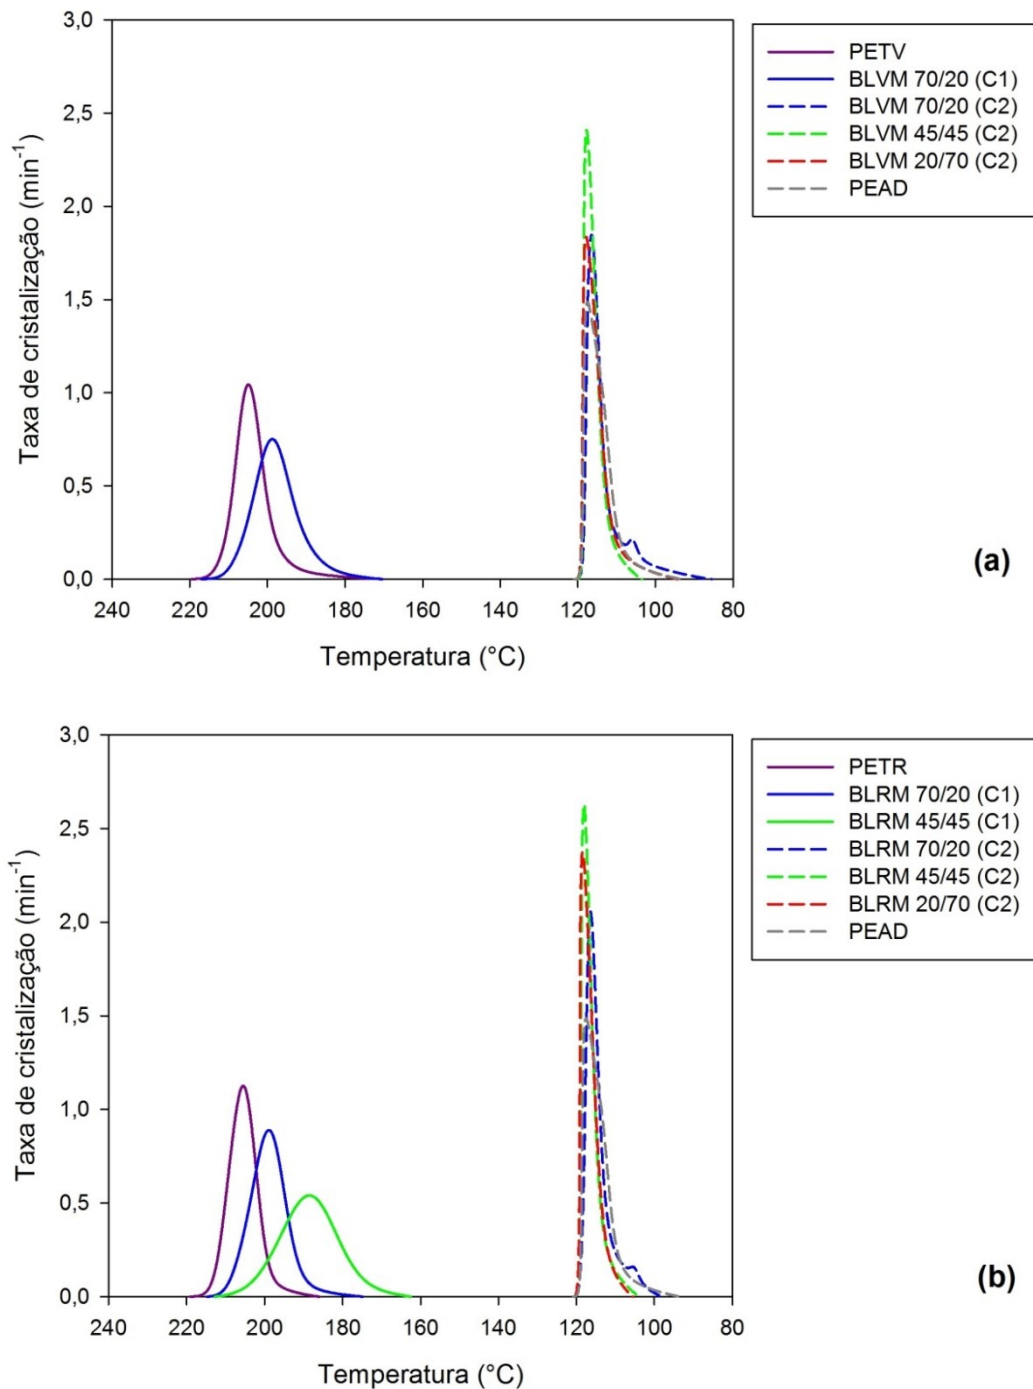 3,0
2,5
2,0
1,5
1,0
0,5
0,0
Taxa de cristalização (min-1)
240 220 200 180 160 140 120 100 80
Temperatura (°C)
PETV
BLVM 70/20 (C1)
BLVM 70/20 (C2)
BLVM 45/45 (C2)
BLVM 20/70 (C2)
PEAD
(a)
3,0
2,5
2,0
1,5
1,0
0,5
0,0
Taxa de cristalização (min-1)
240 220 200 180 160 140 120 100 80
Temperatura (°C)
PETR
BLRM 70/20 (C1)
BLRM 45/45 (C1)
BLRM 70/20 (C2)
BLRM 45/45 (C2)
BLRM 20/70 (C2)
PEAD
(b)